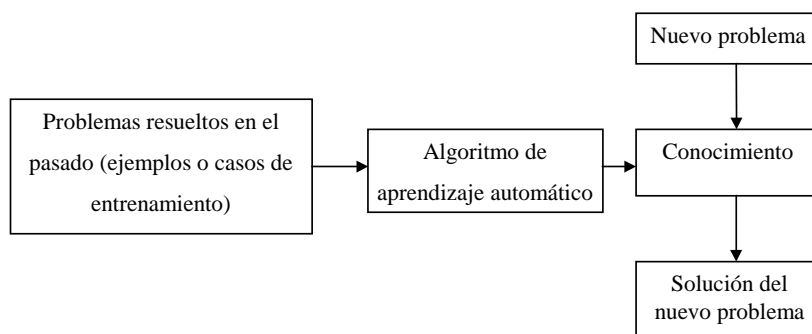 Nuevo problema
Problemas resueltos en el
pasado (ejemplos o casos de
entrenamiento)
Algoritmo de
aprendizaje automático
Conocimiento
Solución del
nuevo problema